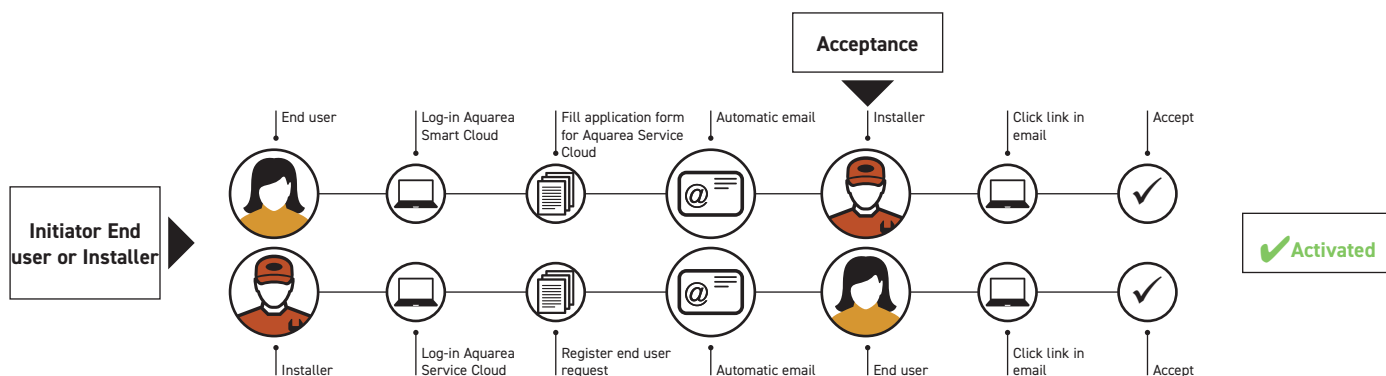 Acceptance
End user
Log-in Aquarea
Smart Cloud
Fill application form
for Aquarea Service
Cloud
Automatic email
Installer
Click link in
email
Accept
@
Initiator End
user or Installer
Activated
@
Installer
Log-in Aquarea
Service Cloud
Register end user
request
Automatic email
End user
Click link in
email
Accept